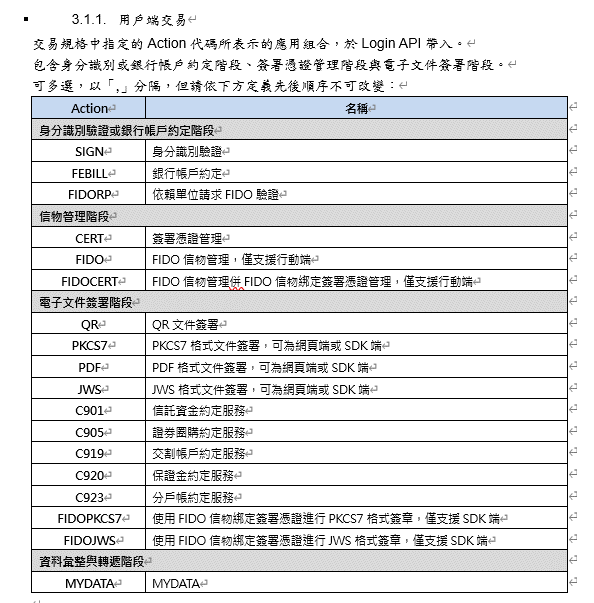 3.1.1. 用戶端交易
交易規格中指定的 Action 代碼所表示的應用組合，於 Login API 帶入。
包含身分識別或銀行帳戶約定階段、簽署憑證管理階段與電子文件簽署階段。
可多選，以「,」分隔，但請依下方定義先後順序不可改變：
Action 名稱
身分識別驗證或銀行帳戶約定階段
SIGN 身分識別驗證
FEBILL 銀行帳戶約定
FIDORP 依賴單位請求 FIDO 驗證
信物管理階段
CERT 簽署憑證管理
FIDO FIDO 信物管理，僅支援行動端
FIDOCERT FIDO 信物管理併 FIDO 信物綁定簽署憑證管理，僅支援行動端
電子文件簽署階段
QR QR 文件簽署
PKCS7 PKCS7 格式文件簽署，可為網頁端或 SDK 端
PDF PDF 格式文件簽署，可為網頁端或 SDK 端
JWS JWS 格式文件簽署，可為網頁端或 SDK 端
C901 信託資金約定服務
C905 證券圈購約定服務
C919 交割帳戶約定服務
C920 保證金約定服務
C923 分戶帳約定服務
FIDOPKCS7 使用 FIDO 信物綁定簽署憑證進行 PKCS7 格式簽章，僅支援 SDK 端
FIDOJWS 使用 FIDO 信物綁定簽署憑證進行 JWS 格式簽章，僅支援 SDK 端
資料彙整與轉遞階段
MYDATA MYDATA